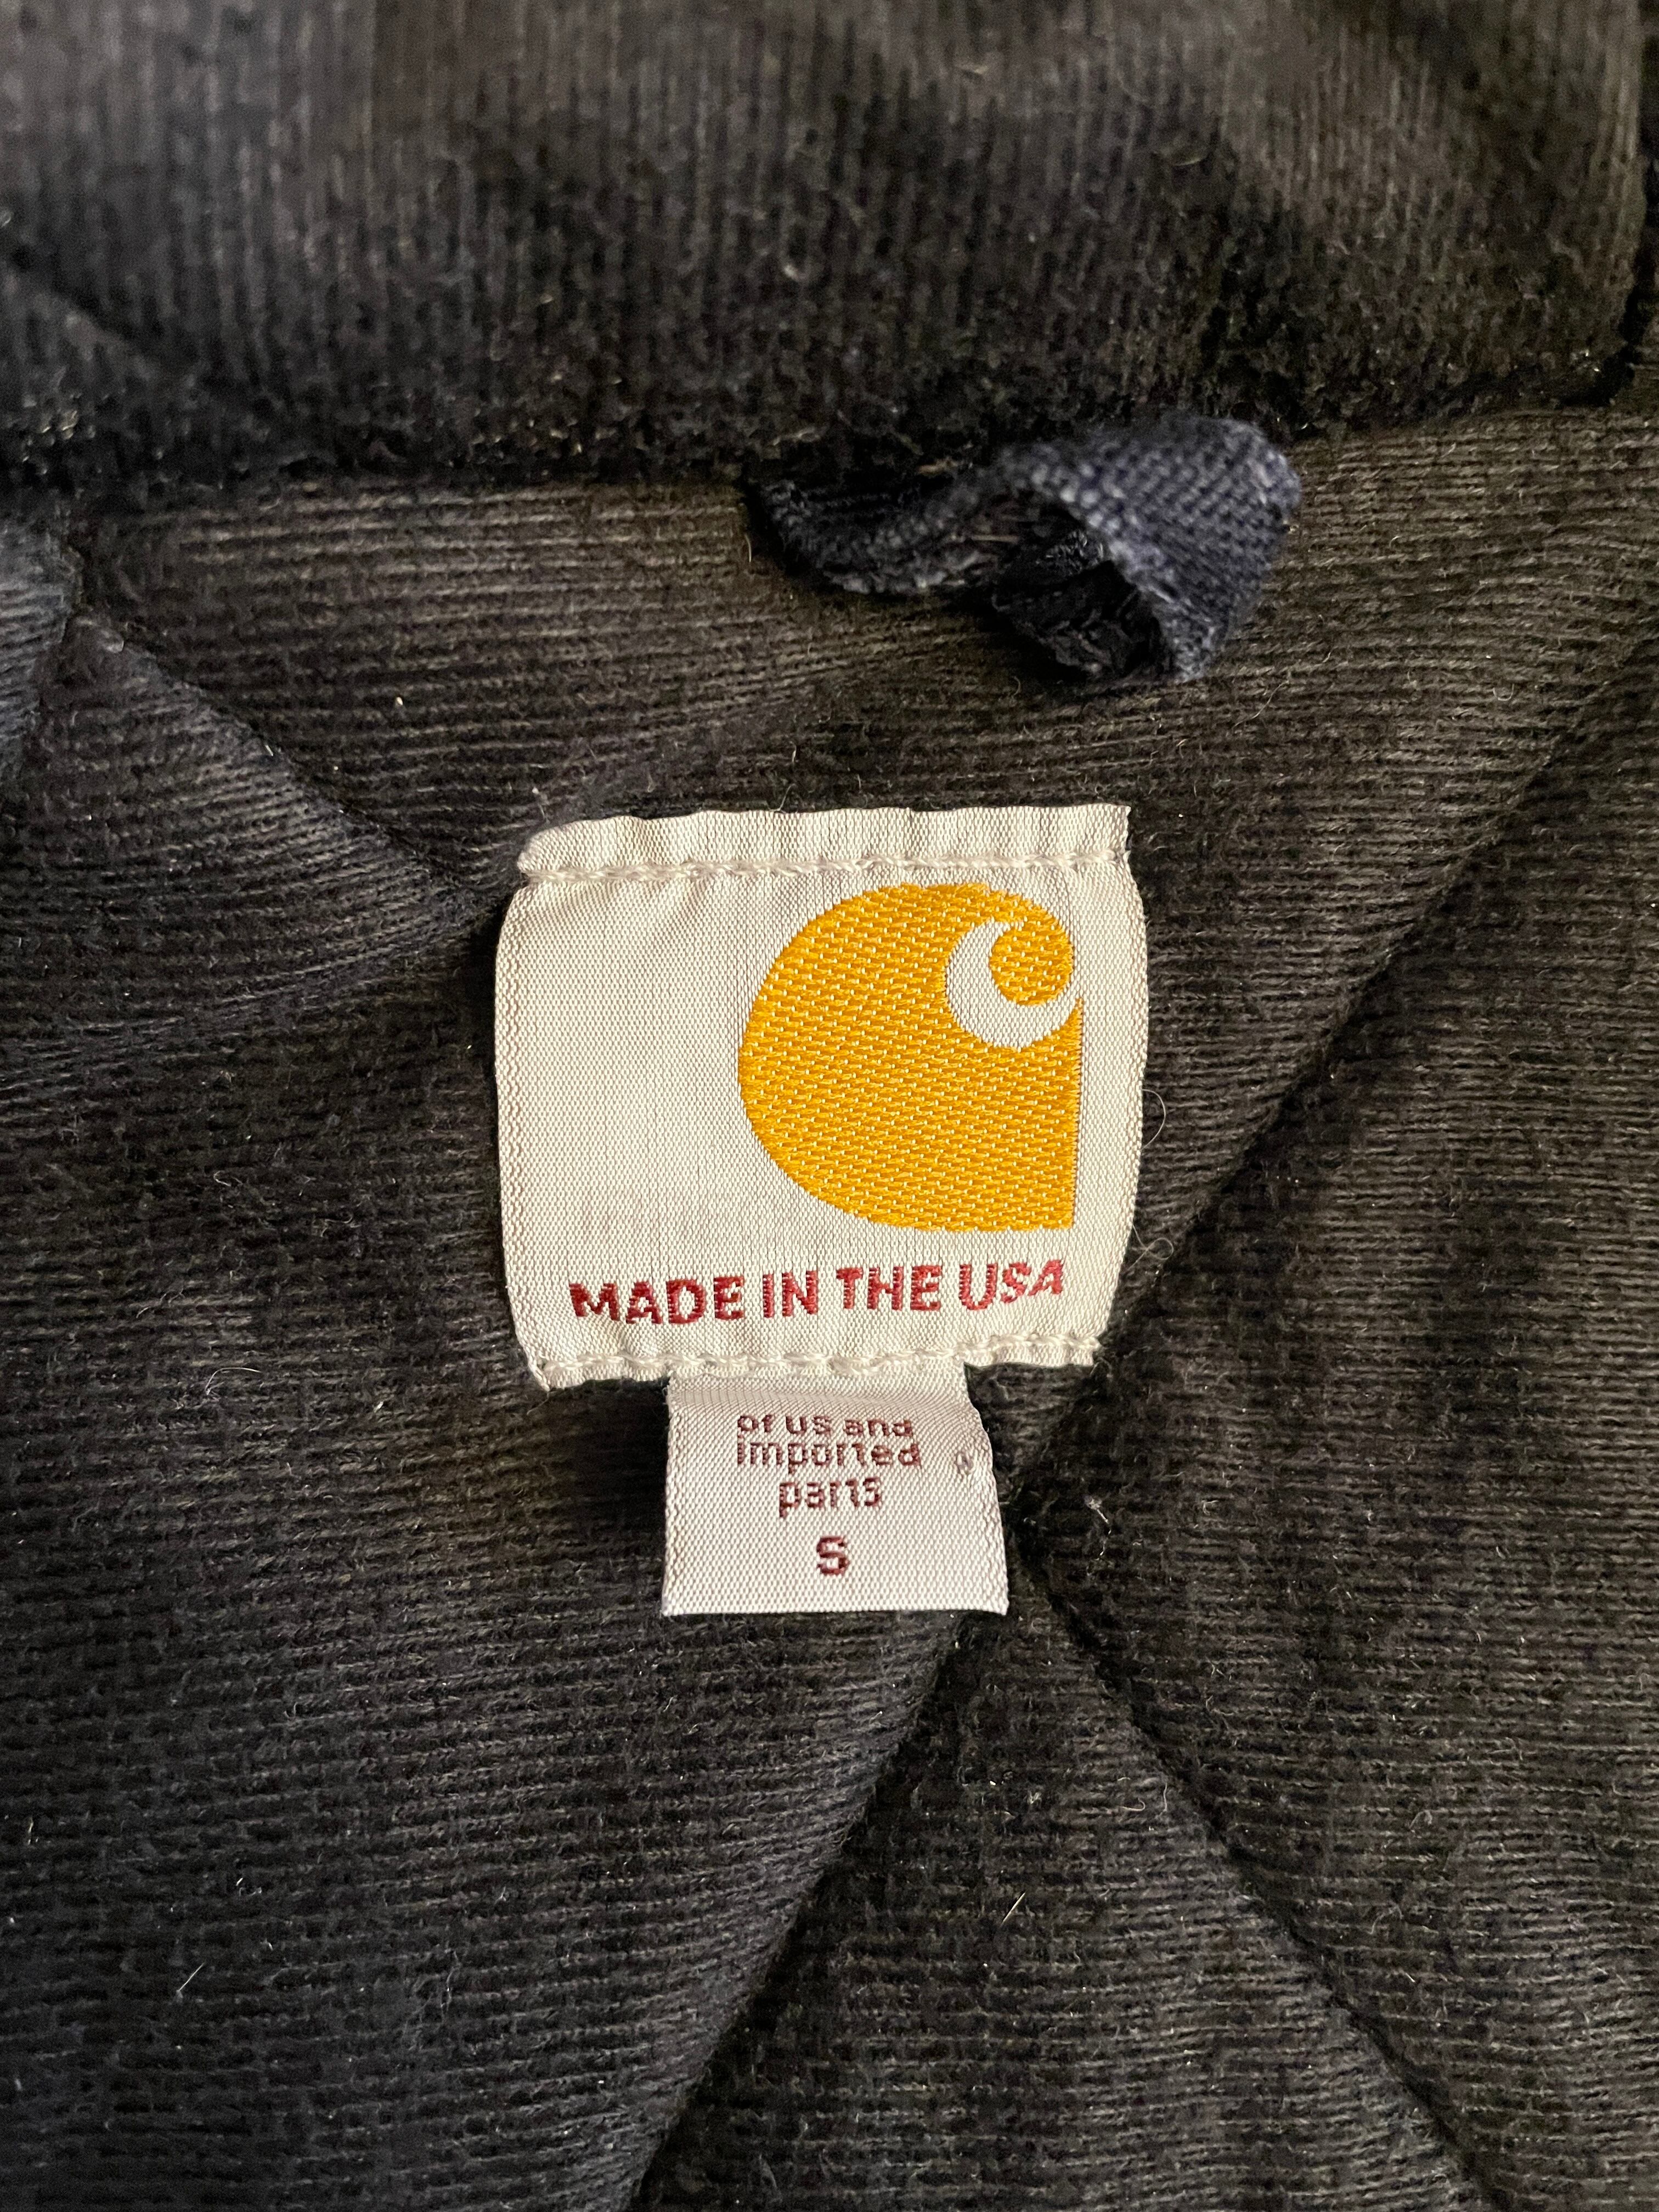 MADE IN THE USA
of US and
imported
parts
S